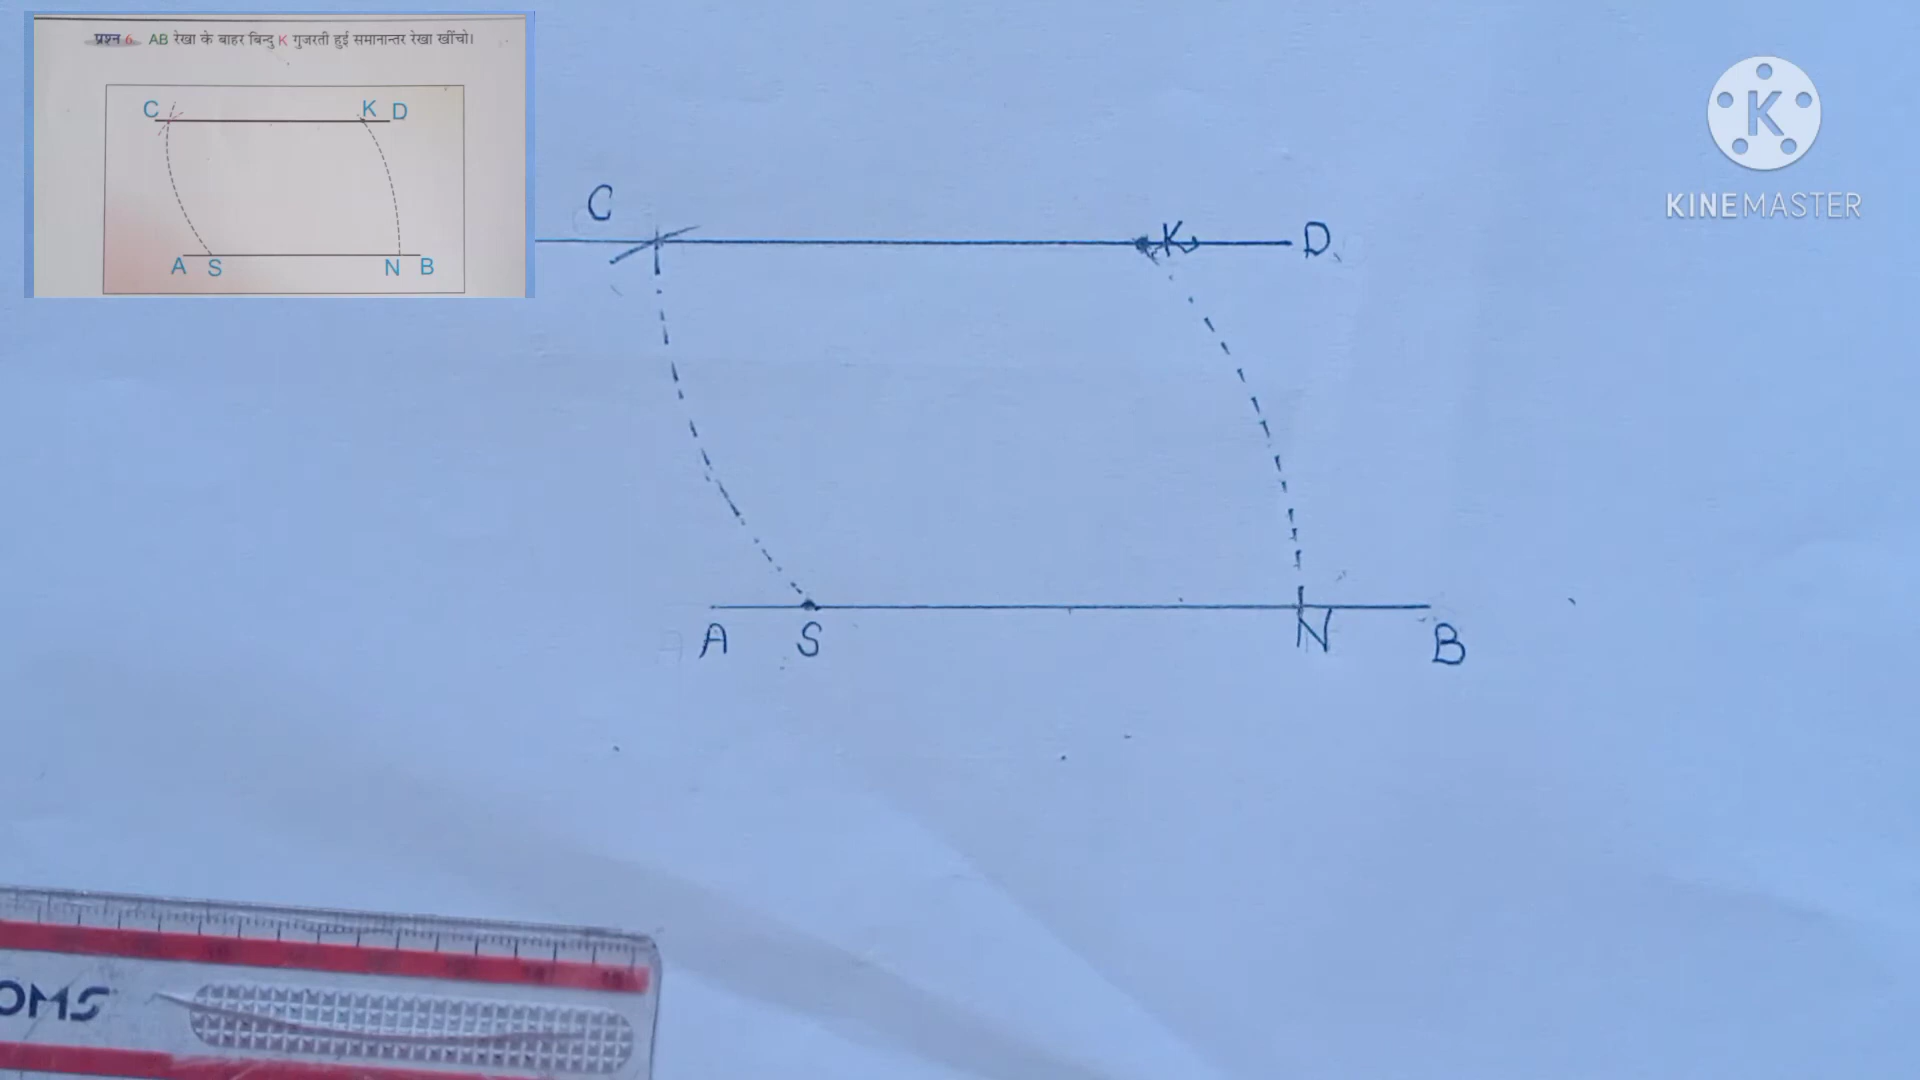 प्रश्न 6. AB रेखा के बाहर बिन्दु K गुजरती हुई समानान्तर रेखा खींचो।
C K D
A S N B
C K D
A S N B
K
KINEMASTER
OMS